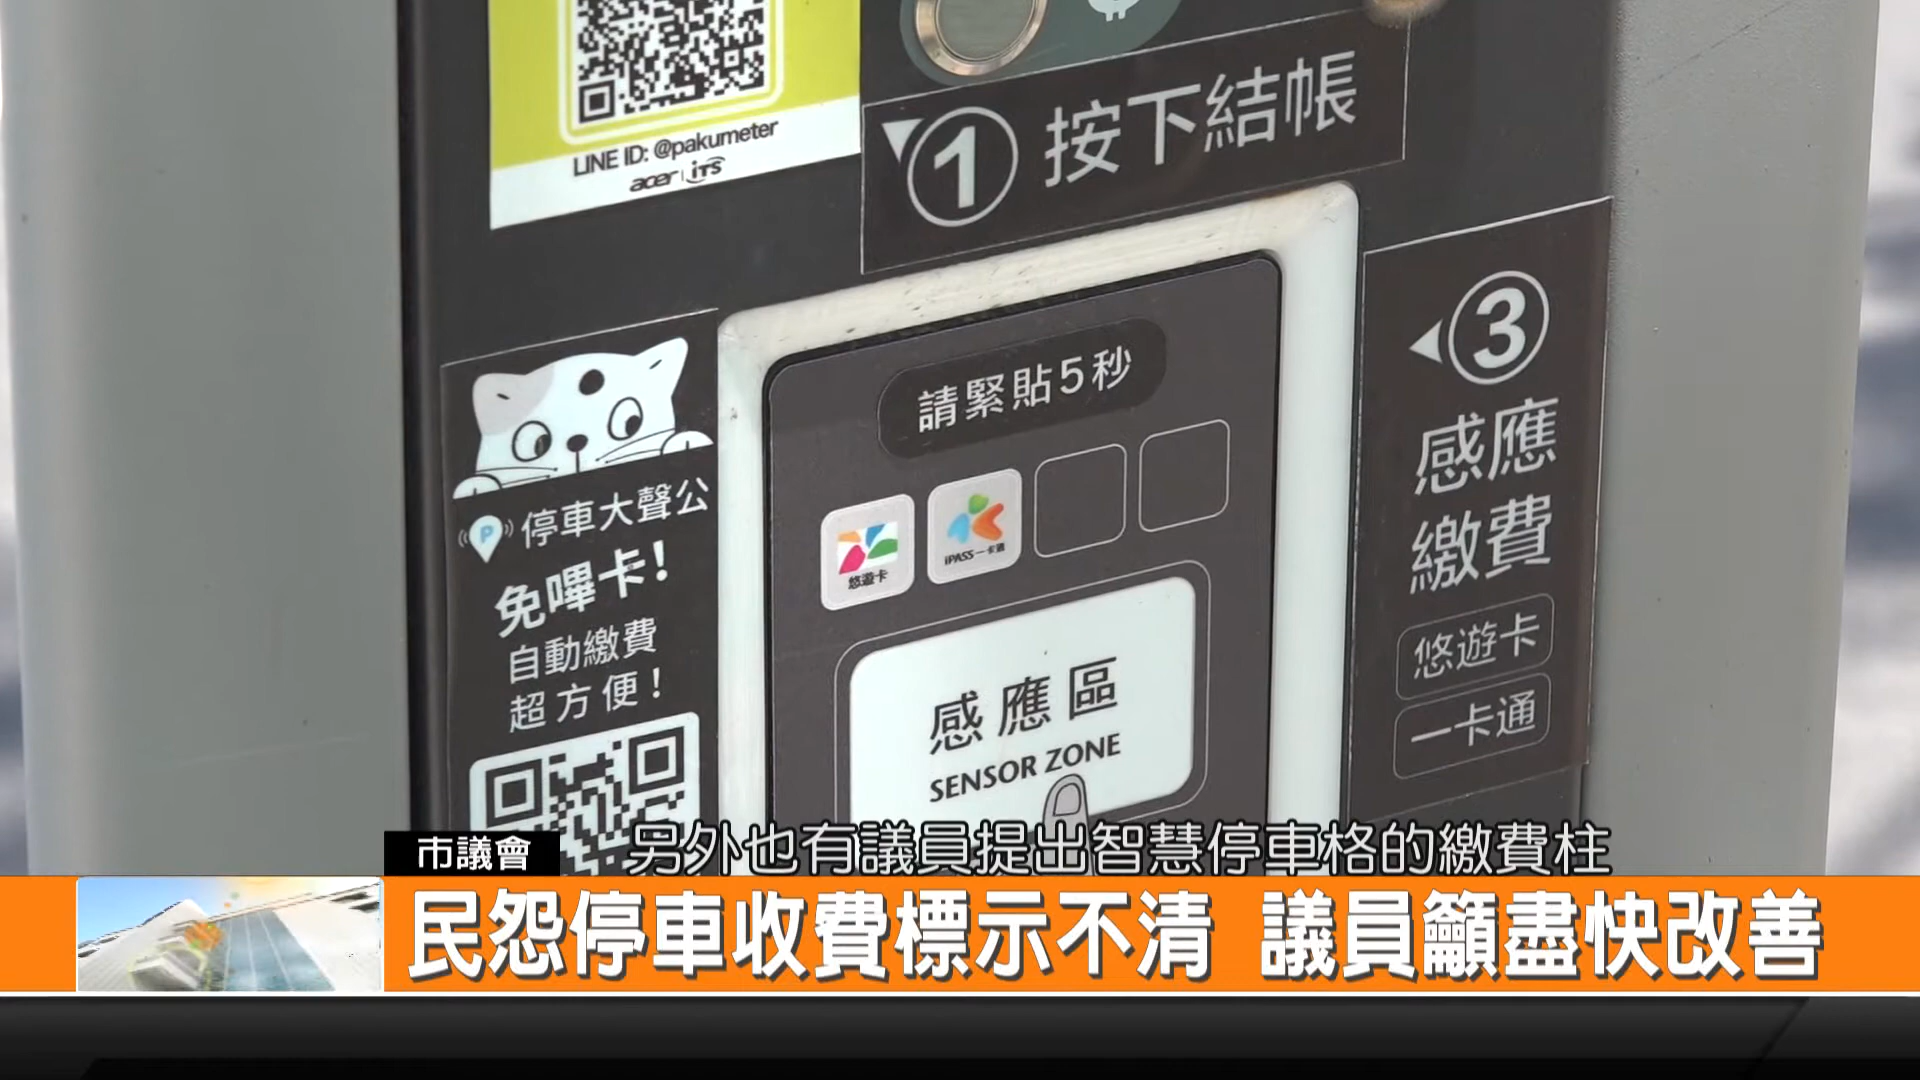 LINE ID: @pakumeter
acer ITS
1 按下結帳
3
感應
繳費
悠遊卡
一卡通
請緊貼5秒
悠遊卡
iPASS一卡通
感應區
SENSOR ZONE
P 停車大聲公
免嗶卡!
自動繳費
超方便!
另外也有議員提出智慧停車格的繳費柱
市議會
民怨停車收費標示不清 議員籲盡快改善